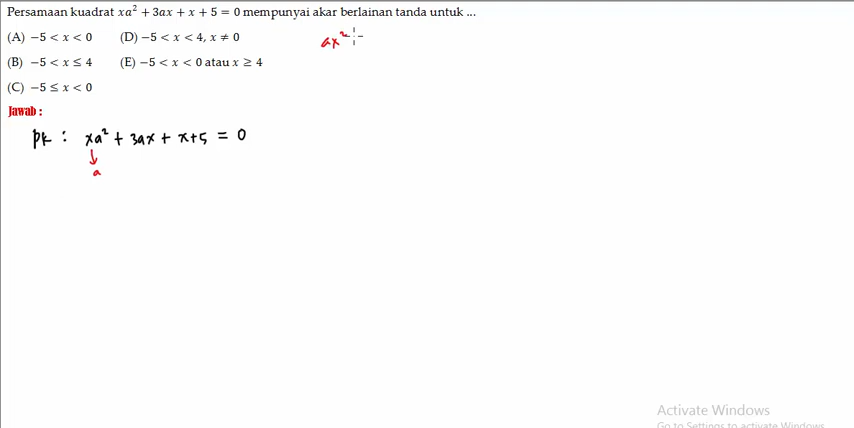 Persamaan kuadrat xa² + 3ax + x + 5 = 0 mempunyai akar berlainan tanda untuk ...
(A) −5 < x < 0 (D) −5 < x < 4, x ≠ 0
ax²
(B) −5 < x ≤ 4 (E) −5 < x < 0 atau x ≥ 4
(C) −5 ≤ x < 0
Jawab :
pk : xa² + 3ax + x+5 = 0
↓
a
Activate Windows
Go to Settings to activate Windows.